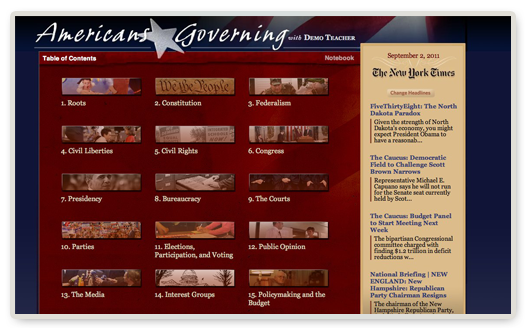 Americans Governing with DEMO TEACHER
Table of Contents
Notebook
We the People
1. Roots
2. Constitution
3. Federalism
4. Civil Liberties
5. Civil Rights
6. Congress
7. Presidency
8. Bureaucracy
9. The Courts
10. Parties
11. Elections,
Participation, and Voting
12. Public Opinion
13. The Media
14. Interest Groups
15. Policymaking and the
Budget
September 2, 2011
The New York Times
Change Headlines
FiveThirtyEight: The North
Dakota Paradox
Given the strength of North
Dakota's economy, you might
expect President Obama to
have a reasonab...
The Caucus: Democratic
Field to Challenge Scott
Brown Narrows
Representative Michael E.
Capuano says he will not run
for the Senate seat currently
held by Scot...
The Caucus: Budget Panel
to Start Meeting Next
Week
The bipartisan Congressional
committee charged with
finding $1.2 trillion in deficit
reductions w...
National Briefing | NEW
ENGLAND: New
Hampshire: Republican
Party Chairman Resigns
The chairman of the New
Hampshire Republican Party,